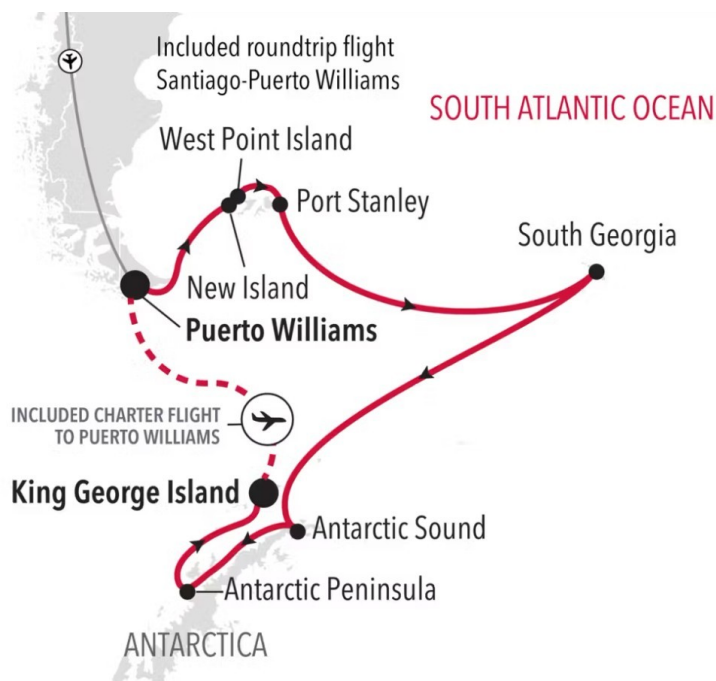 Included roundtrip flight
Santiago-Puerto Williams
SOUTH ATLANTIC OCEAN
West Point Island
Port Stanley
South Georgia
New Island
Puerto Williams
INCLUDED CHARTER FLIGHT
TO PUERTO WILLIAMS
King George Island
Antarctic Sound
Antarctic Peninsula
ANTARCTICA